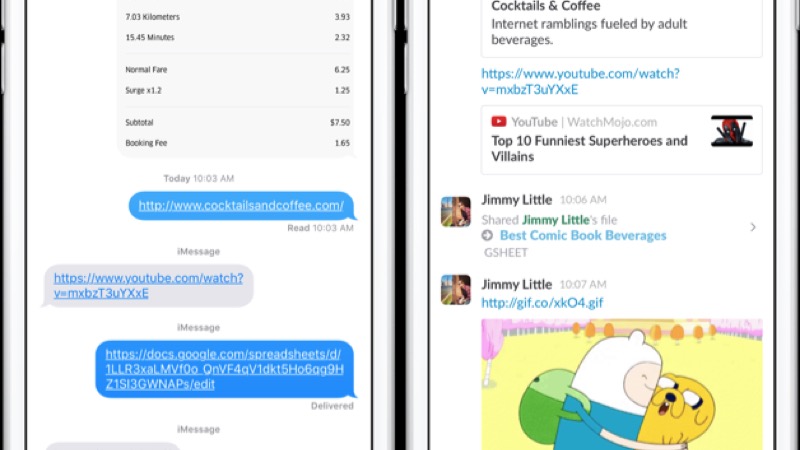 7.03 Kilometers 3.93
15.45 Minutes 2.32
Normal Fare 6.25
Surge x1.2 1.25
Subtotal $7.50
Booking Fee 1.65
Today 10:03 AM
http://www.cocktailsandcoffee.com/
Read 10:03 AM
iMessage
https://www.youtube.com/watch?
v=mxbzT3uYXxE
iMessage
https://docs.google.com/spreadsheets/d/
1LLR3xaLMVf0o_QnVF4qV1dkt5Ho6qg9H
Z1SI3GWNAPs/edit
Delivered
iMessage
Cocktails & Coffee
Internet ramblings fueled by adult
beverages.
https://www.youtube.com/watch?
v=mxbzT3uYXxE
YouTube | WatchMojo.com
Top 10 Funniest Superheroes and
Villains
Jimmy Little 10:06 AM
Shared Jimmy Little's file
Best Comic Book Beverages
GSHEET
Jimmy Little 10:07 AM
http://gif.co/xkO4.gif